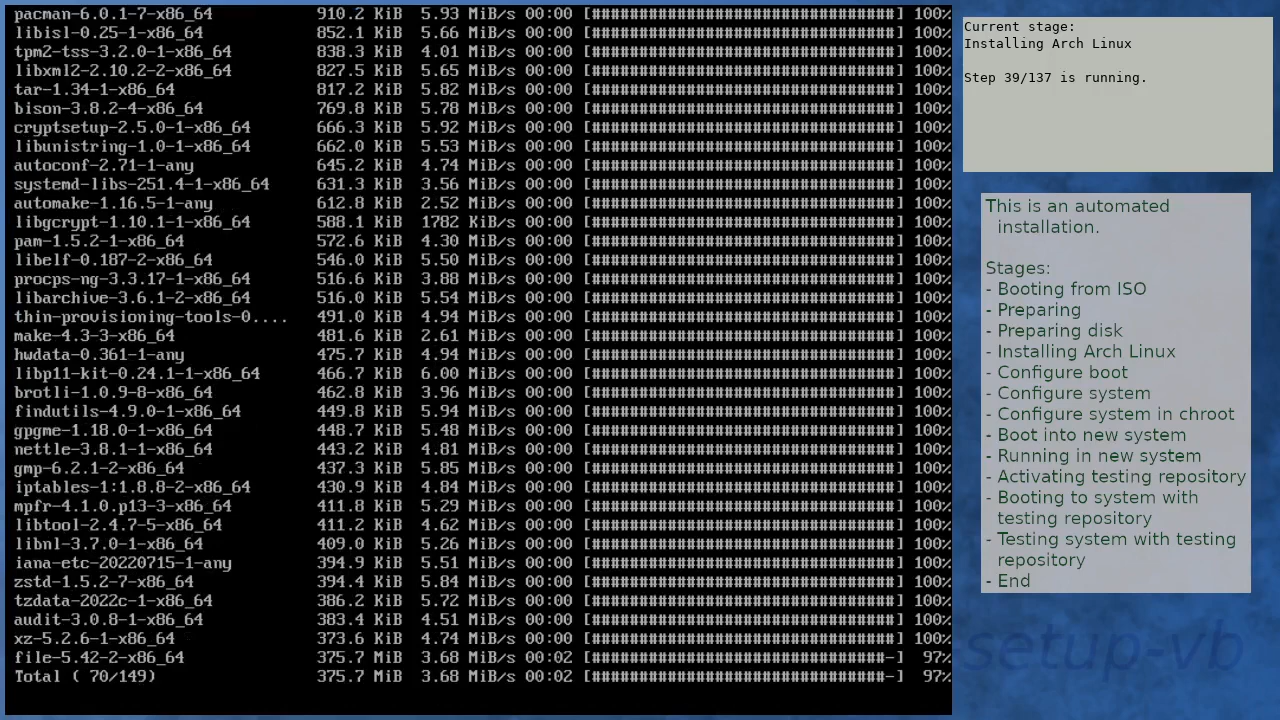 pacman-6.0.1-7-x86_64 910.2 KiB 5.93 MiB/s 00:00 [################################] 100%
libisl-0.25-1-x86_64 852.1 KiB 5.66 MiB/s 00:00 [################################] 100%
tpm2-tss-3.2.0-1-x86_64 838.3 KiB 4.01 MiB/s 00:00 [################################] 100%
libxml2-2.10.2-2-x86_64 827.5 KiB 5.65 MiB/s 00:00 [################################] 100%
tar-1.34-1-x86_64 817.2 KiB 5.82 MiB/s 00:00 [################################] 100%
bison-3.8.2-4-x86_64 769.8 KiB 5.78 MiB/s 00:00 [################################] 100%
cryptsetup-2.5.0-1-x86_64 666.3 KiB 5.92 MiB/s 00:00 [################################] 100%
libunistring-1.0-1-x86_64 662.0 KiB 5.53 MiB/s 00:00 [################################] 100%
autoconf-2.71-1-any 645.2 KiB 4.74 MiB/s 00:00 [################################] 100%
systemd-libs-251.4-1-x86_64 631.3 KiB 3.56 MiB/s 00:00 [################################] 100%
automake-1.16.5-1-any 612.8 KiB 2.52 MiB/s 00:00 [################################] 100%
libgcrypt-1.10.1-1-x86_64 588.1 KiB 1782 KiB/s 00:00 [################################] 100%
pam-1.5.2-1-x86_64 572.6 KiB 4.30 MiB/s 00:00 [################################] 100%
libelf-0.187-2-x86_64 546.0 KiB 5.50 MiB/s 00:00 [################################] 100%
procps-ng-3.3.17-1-x86_64 516.6 KiB 3.88 MiB/s 00:00 [################################] 100%
libarchive-3.6.1-2-x86_64 516.0 KiB 5.54 MiB/s 00:00 [################################] 100%
thin-provisioning-tools-0.... 491.0 KiB 4.94 MiB/s 00:00 [################################] 100%
make-4.3-3-x86_64 481.6 KiB 2.61 MiB/s 00:00 [################################] 100%
hwdata-0.361-1-any 475.7 KiB 4.94 MiB/s 00:00 [################################] 100%
libp11-kit-0.24.1-1-x86_64 466.7 KiB 6.00 MiB/s 00:00 [################################] 100%
brotli-1.0.9-8-x86_64 462.8 KiB 3.96 MiB/s 00:00 [################################] 100%
findutils-4.9.0-1-x86_64 449.8 KiB 5.94 MiB/s 00:00 [################################] 100%
gpgme-1.18.0-1-x86_64 448.7 KiB 5.48 MiB/s 00:00 [################################] 100%
nettle-3.8.1-1-x86_64 443.2 KiB 4.81 MiB/s 00:00 [################################] 100%
gmp-6.2.1-2-x86_64 437.3 KiB 5.85 MiB/s 00:00 [################################] 100%
iptables-1:1.8.8-2-x86_64 430.9 KiB 4.84 MiB/s 00:00 [################################] 100%
mpfr-4.1.0.p13-3-x86_64 411.8 KiB 5.29 MiB/s 00:00 [################################] 100%
libtool-2.4.7-5-x86_64 411.2 KiB 4.62 MiB/s 00:00 [################################] 100%
libnl-3.7.0-1-x86_64 409.0 KiB 5.26 MiB/s 00:00 [################################] 100%
iana-etc-20220715-1-any 394.9 KiB 5.51 MiB/s 00:00 [################################] 100%
zstd-1.5.2-7-x86_64 394.4 KiB 5.84 MiB/s 00:00 [################################] 100%
tzdata-2022c-1-x86_64 386.2 KiB 5.72 MiB/s 00:00 [################################] 100%
audit-3.0.8-1-x86_64 383.4 KiB 4.51 MiB/s 00:00 [################################] 100%
xz-5.2.6-1-x86_64 373.6 KiB 4.74 MiB/s 00:00 [################################] 100%
file-5.42-2-x86_64 375.7 MiB 3.68 MiB/s 00:02 [###############################-] 97%
Total ( 70/149) 375.7 MiB 3.68 MiB/s 00:02 [###############################-] 97%
Current stage:
Installing Arch Linux
Step 39/137 is running.
This is an automated
installation.
Stages:
- Booting from ISO
- Preparing
- Preparing disk
- Installing Arch Linux
- Configure boot
- Configure system
- Configure system in chroot
- Boot into new system
- Running in new system
- Activating testing repository
- Booting to system with
testing repository
- Testing system with testing
repository
- End
setup-vb